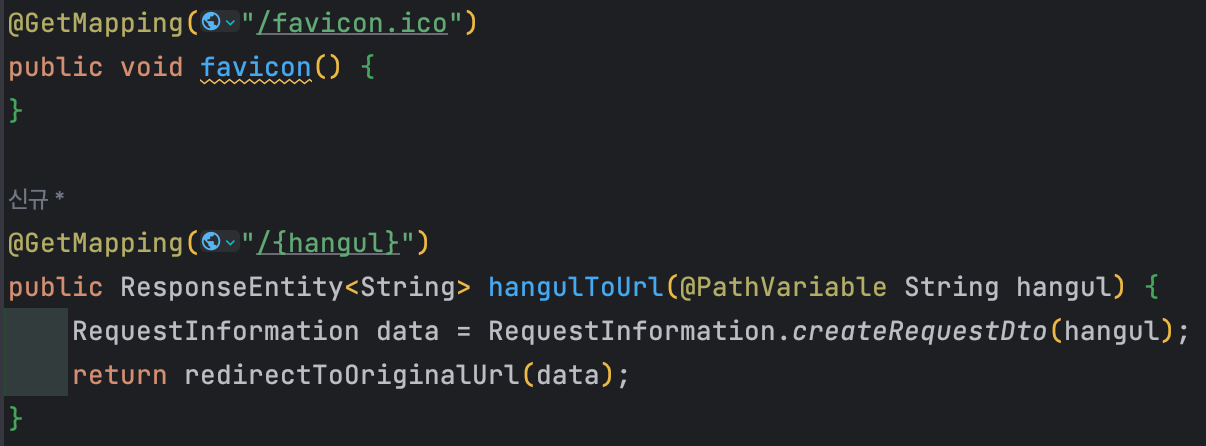 @GetMapping("/favicon.ico")
public void favicon() {
}
신규 *
@GetMapping("/{hangul}")
public ResponseEntity<String> hangulToUrl(@PathVariable String hangul) {
    RequestInformation data = RequestInformation.createRequestDto(hangul);
    return redirectToOriginalUrl(data);
}